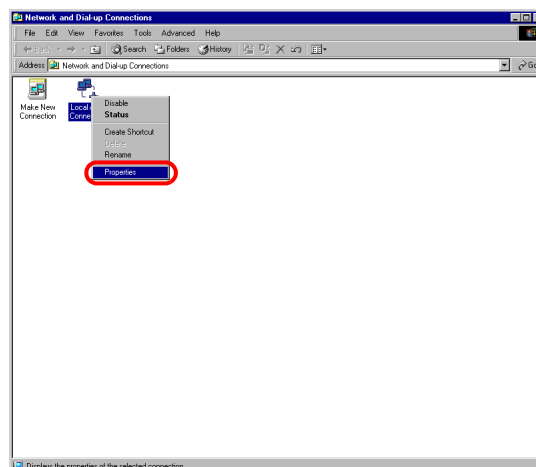 Network and Dial-up Connections
File Edit View Favorites Tools Advanced Help
Back Search Folders History
Address Network and Dial-up Connections Go
Make New Connection
Local
Conne
Disable
Status
Create Shortcut
Delete
Rename
Properties
Displays the properties of the selected connection